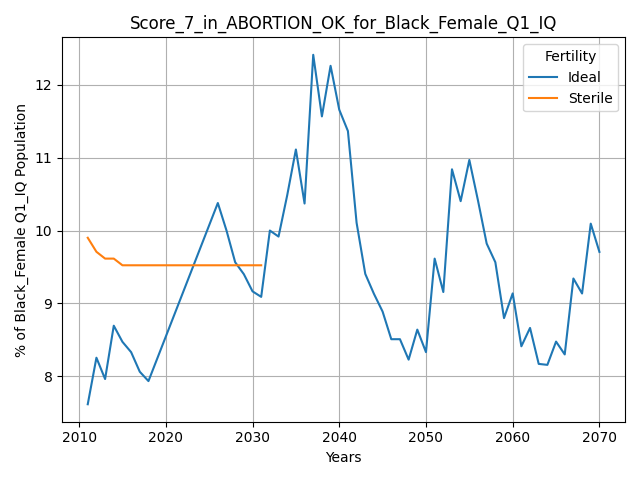 Score_7_in_ABORTION_OK_for_Black_Female_Q1_IQ
Fertility
Ideal
Sterile
% of Black_Female Q1_IQ Population
12
11
10
9
8
2010 2020 2030 2040 2050 2060 2070
Years